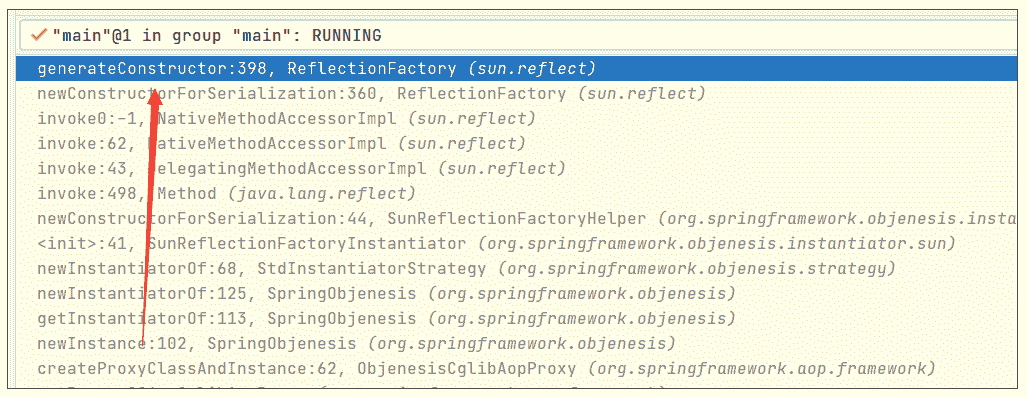 "main"@1 in group "main": RUNNING
generateConstructor:398, ReflectionFactory (sun.reflect)
newConstructorForSerialization:360, ReflectionFactory (sun.reflect)
invoke0:-1, NativeMethodAccessorImpl (sun.reflect)
invoke:62, NativeMethodAccessorImpl (sun.reflect)
invoke:43, DelegatingMethodAccessorImpl (sun.reflect)
invoke:498, Method (java.lang.reflect)
newConstructorForSerialization:44, SunReflectionFactoryHelper (org.springframework.objenesis.insta
<init>:41, SunReflectionFactoryInstantiator (org.springframework.objenesis.instantiator.sun)
newInstantiatorOf:68, StdInstantiatorStrategy (org.springframework.objenesis.strategy)
newInstantiatorOf:125, SpringObjenesis (org.springframework.objenesis)
getInstantiatorOf:113, SpringObjenesis (org.springframework.objenesis)
newInstance:102, SpringObjenesis (org.springframework.objenesis)
createProxyClassAndInstance:62, ObjenesisCglibAopProxy (org.springframework.aop.framework)